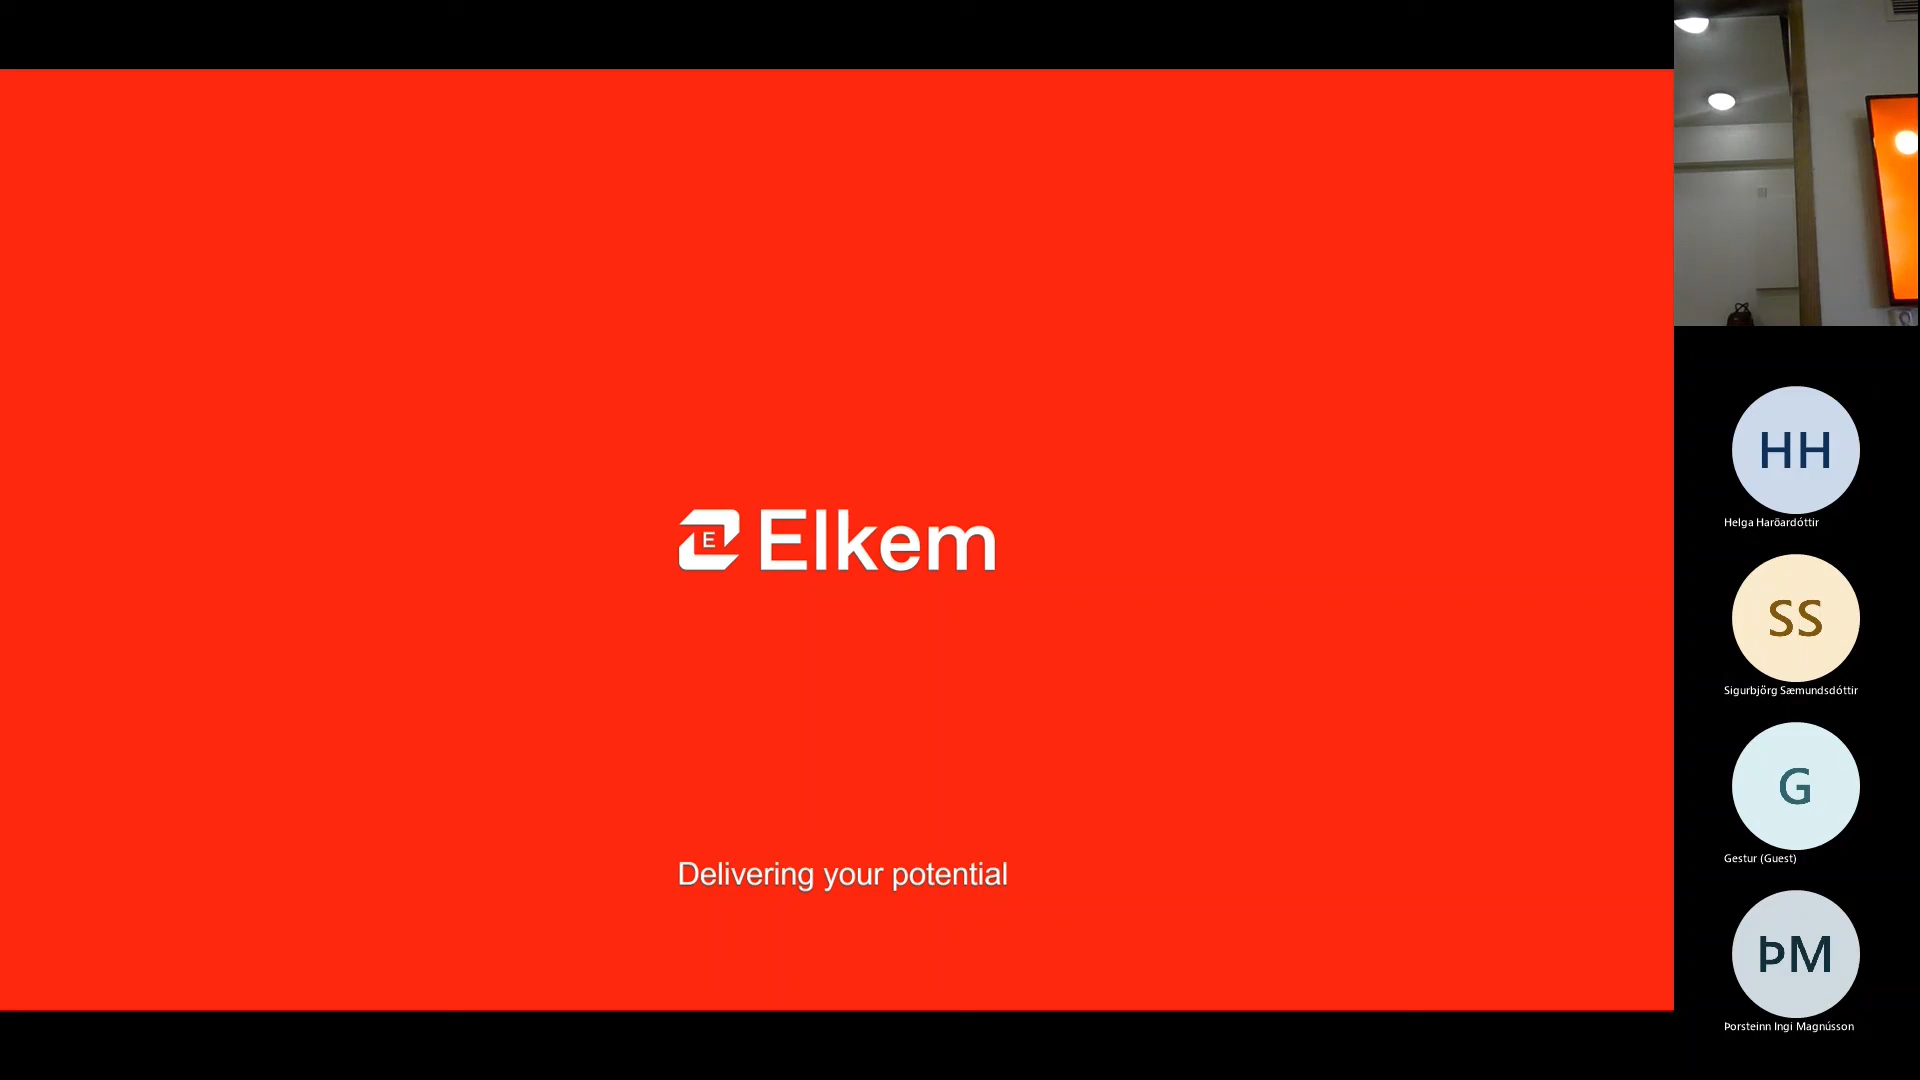 E Elkem
Delivering your potential
HH
Helga Harðardóttir
SS
Sigurbjörg Sæmundsdóttir
G
Gestur (Guest)
ÞM
Þorsteinn Ingi Magnússon